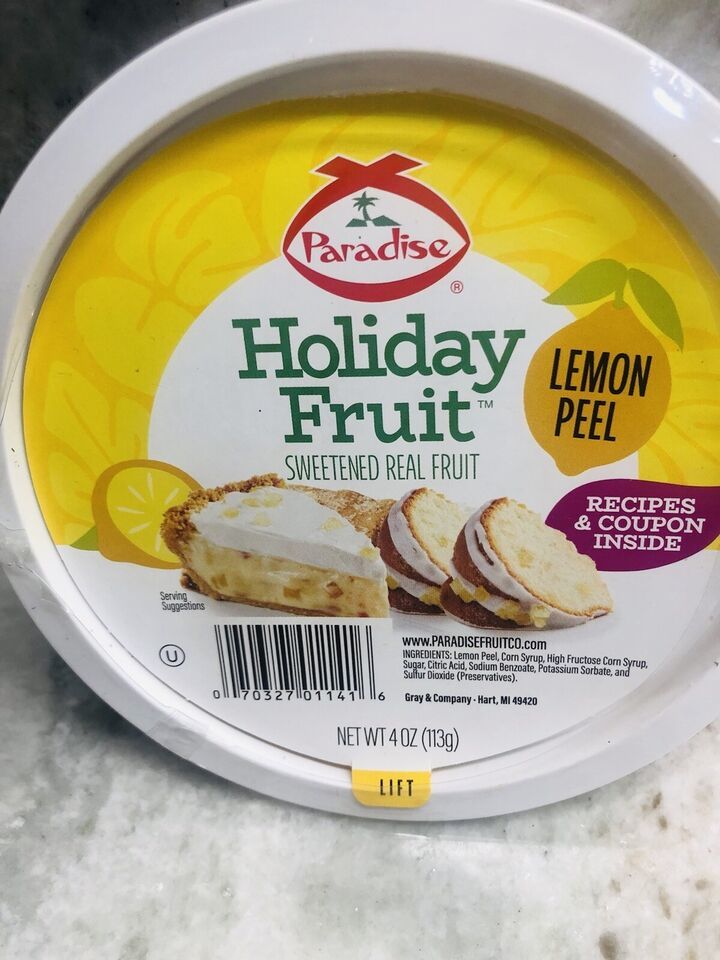 Paradise
®
Holiday
Fruit™
SWEETENED REAL FRUIT
LEMON
PEEL
RECIPES
& COUPON
INSIDE
Serving
Suggestions
U
0 70327 01141 6
www.PARADISEFRUITCO.com
INGREDIENTS: Lemon Peel, Corn Syrup, High Fructose Corn Syrup,
Sugar, Citric Acid, Sodium Benzoate, Potassium Sorbate, and
Sulfur Dioxide (Preservatives).
Gray & Company · Hart, MI 49420
NET WT 4 OZ (113g)
LIFT